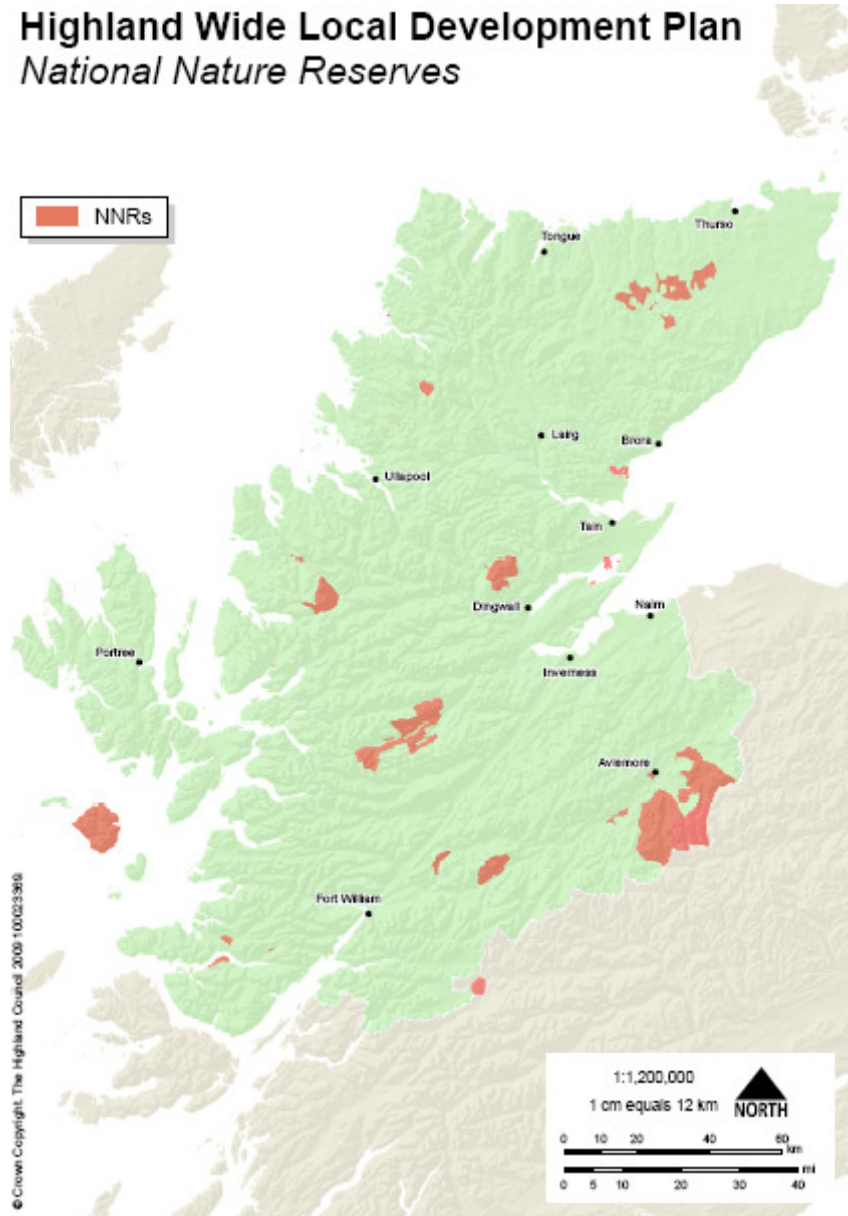 Highland Wide Local Development Plan
National Nature Reserves
NNRs
Thurso
Tongue
Lairg
Brora
Ullapool
Tain
Dingwall
Nairn
Portree
Inverness
Aviemore
Fort William
© Crown Copyright. The Highland Council 2009 100023369.
1:1,200,000
1 cm equals 12 km
NORTH
0 10 20 40 60
km
mi
0 5 10 20 30 40